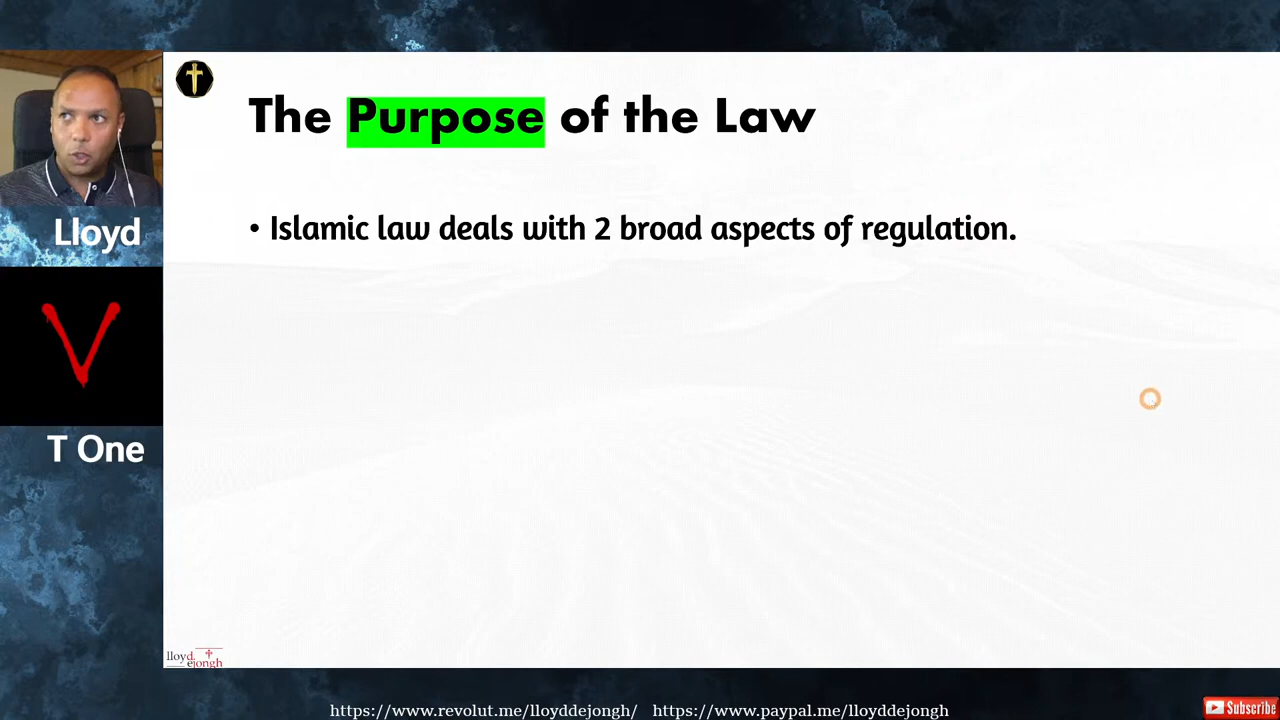 The Purpose of the Law
• Islamic law deals with 2 broad aspects of regulation.
Lloyd
V
T One
lloyd
ejongh
https://www.revolut.me/lloyddejongh/ https://www.paypal.me/lloyddejongh
Subscribe